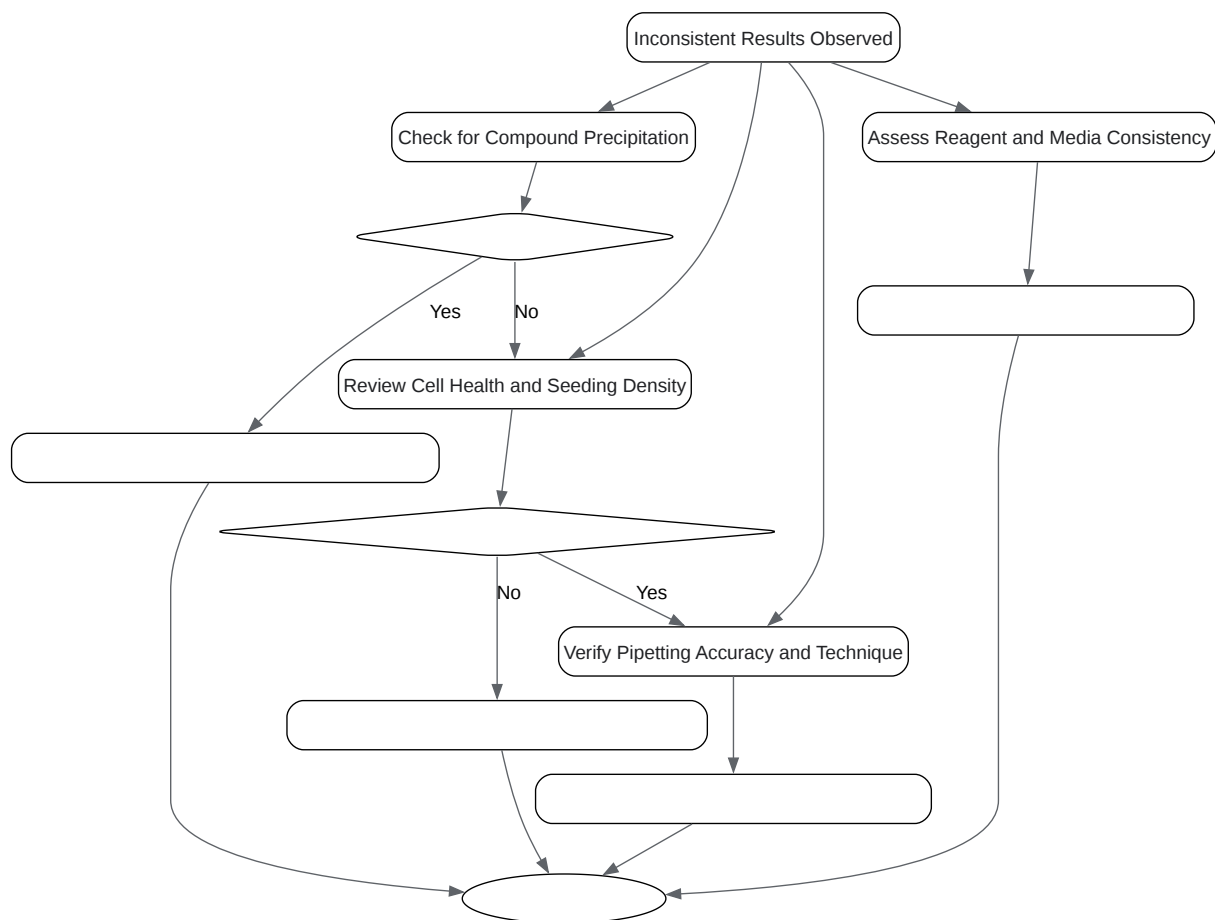 Inconsistent Results Observed
Check for Compound Precipitation
Assess Reagent and Media Consistency
Yes
No
Review Cell Health and Seeding Density
No
Yes
Verify Pipetting Accuracy and Technique